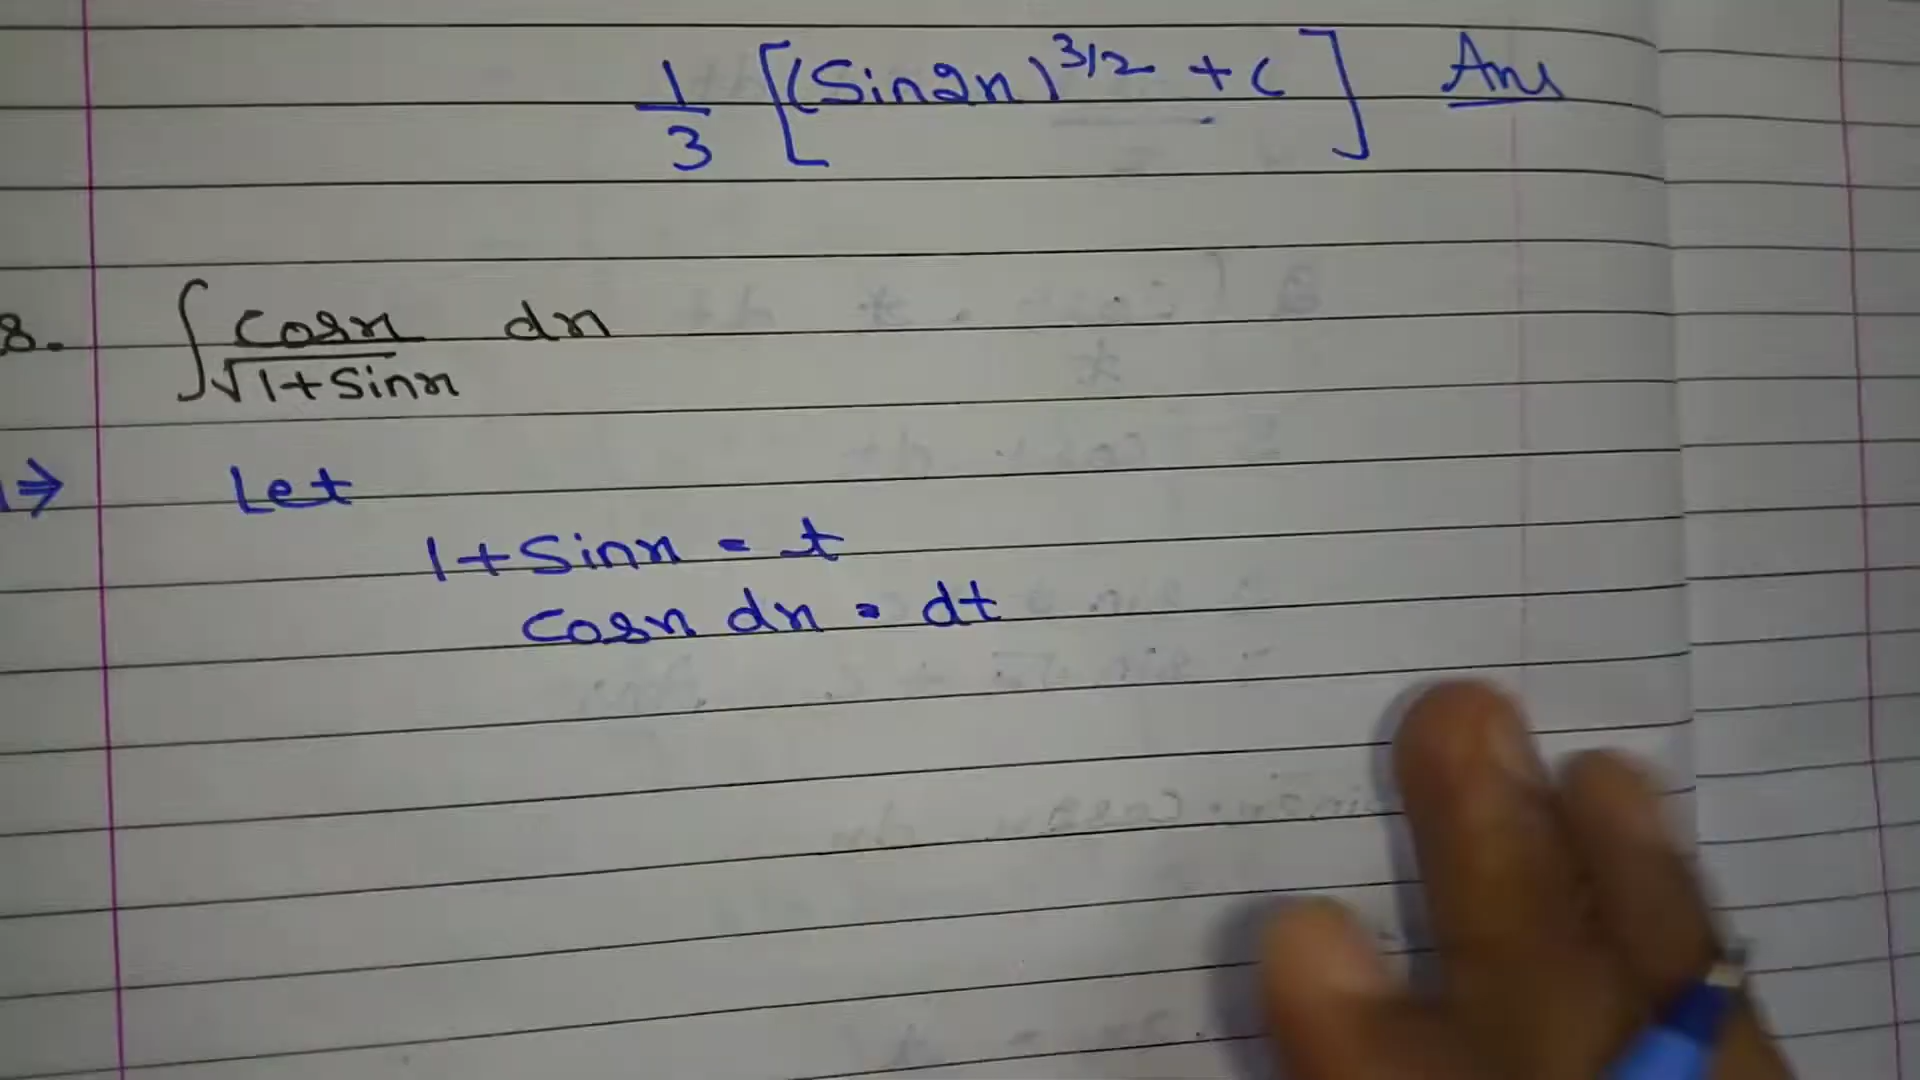 1/3 [(Sin2x)^3/2 + C] Ans
8. ∫ Cosx/√1+Sinx dx
⇒ Let
1+Sinx = t
Cosx dx = dt